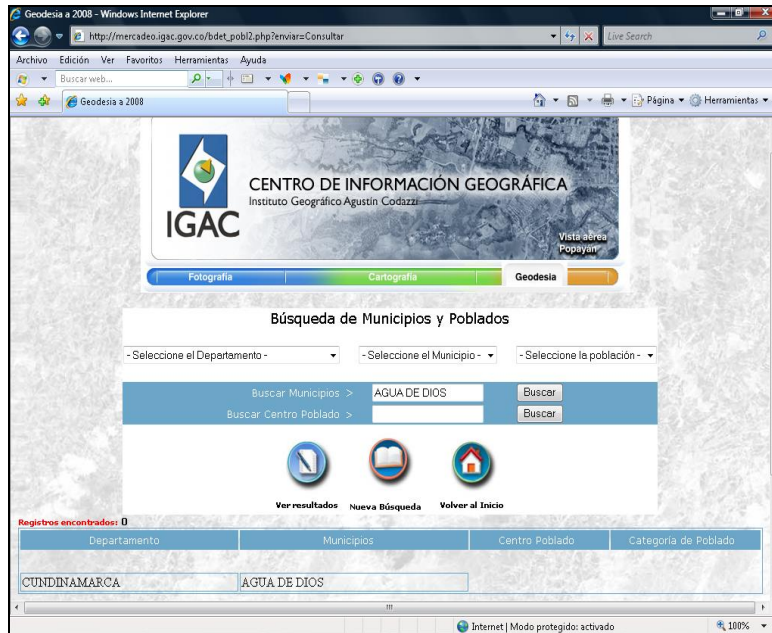 Geodesia a 2008 - Windows Internet Explorer
http://mercadeo.igac.gov.co/bdet_pobl2.php?enviar=Consultar
Live Search
Archivo Edición Ver Favoritos Herramientas Ayuda
Buscar web...
Geodesia a 2008
Página
Herramientas
CENTRO DE INFORMACIÓN GEOGRÁFICA
Instituto Geográfico Agustín Codazzi
IGAC
Vista aérea
Popayán
Fotografía Cartografía Geodesia
Búsqueda de Municipios y Poblados
- Seleccione el Departamento - - Seleccione el Municipio - - Seleccione la población -
Buscar Municipios > AGUA DE DIOS Buscar
Buscar Centro Poblado > Buscar
Ver resultados Nueva Búsqueda Volver al Inicio
Registros encontrados: 0
Departamento Municipios Centro Poblado Categoría de Poblado
CUNDINAMARCA AGUA DE DIOS
Internet | Modo protegido: activado 100%